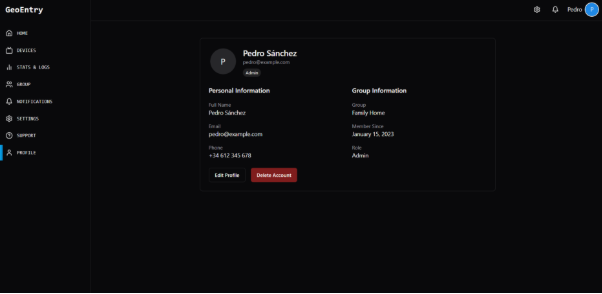 GeoEntry
Pedro P
HOME
DEVICES
STATS & LOGS
GROUP
NOTIFICATIONS
SETTINGS
SUPPORT
PROFILE
P
Pedro Sánchez
pedro@example.com
Admin
Personal Information
Full Name
Pedro Sánchez
Email
pedro@example.com
Phone
+34 612 345 678
Group Information
Group
Family Home
Member Since
January 15, 2023
Role
Admin
Edit Profile
Delete Account